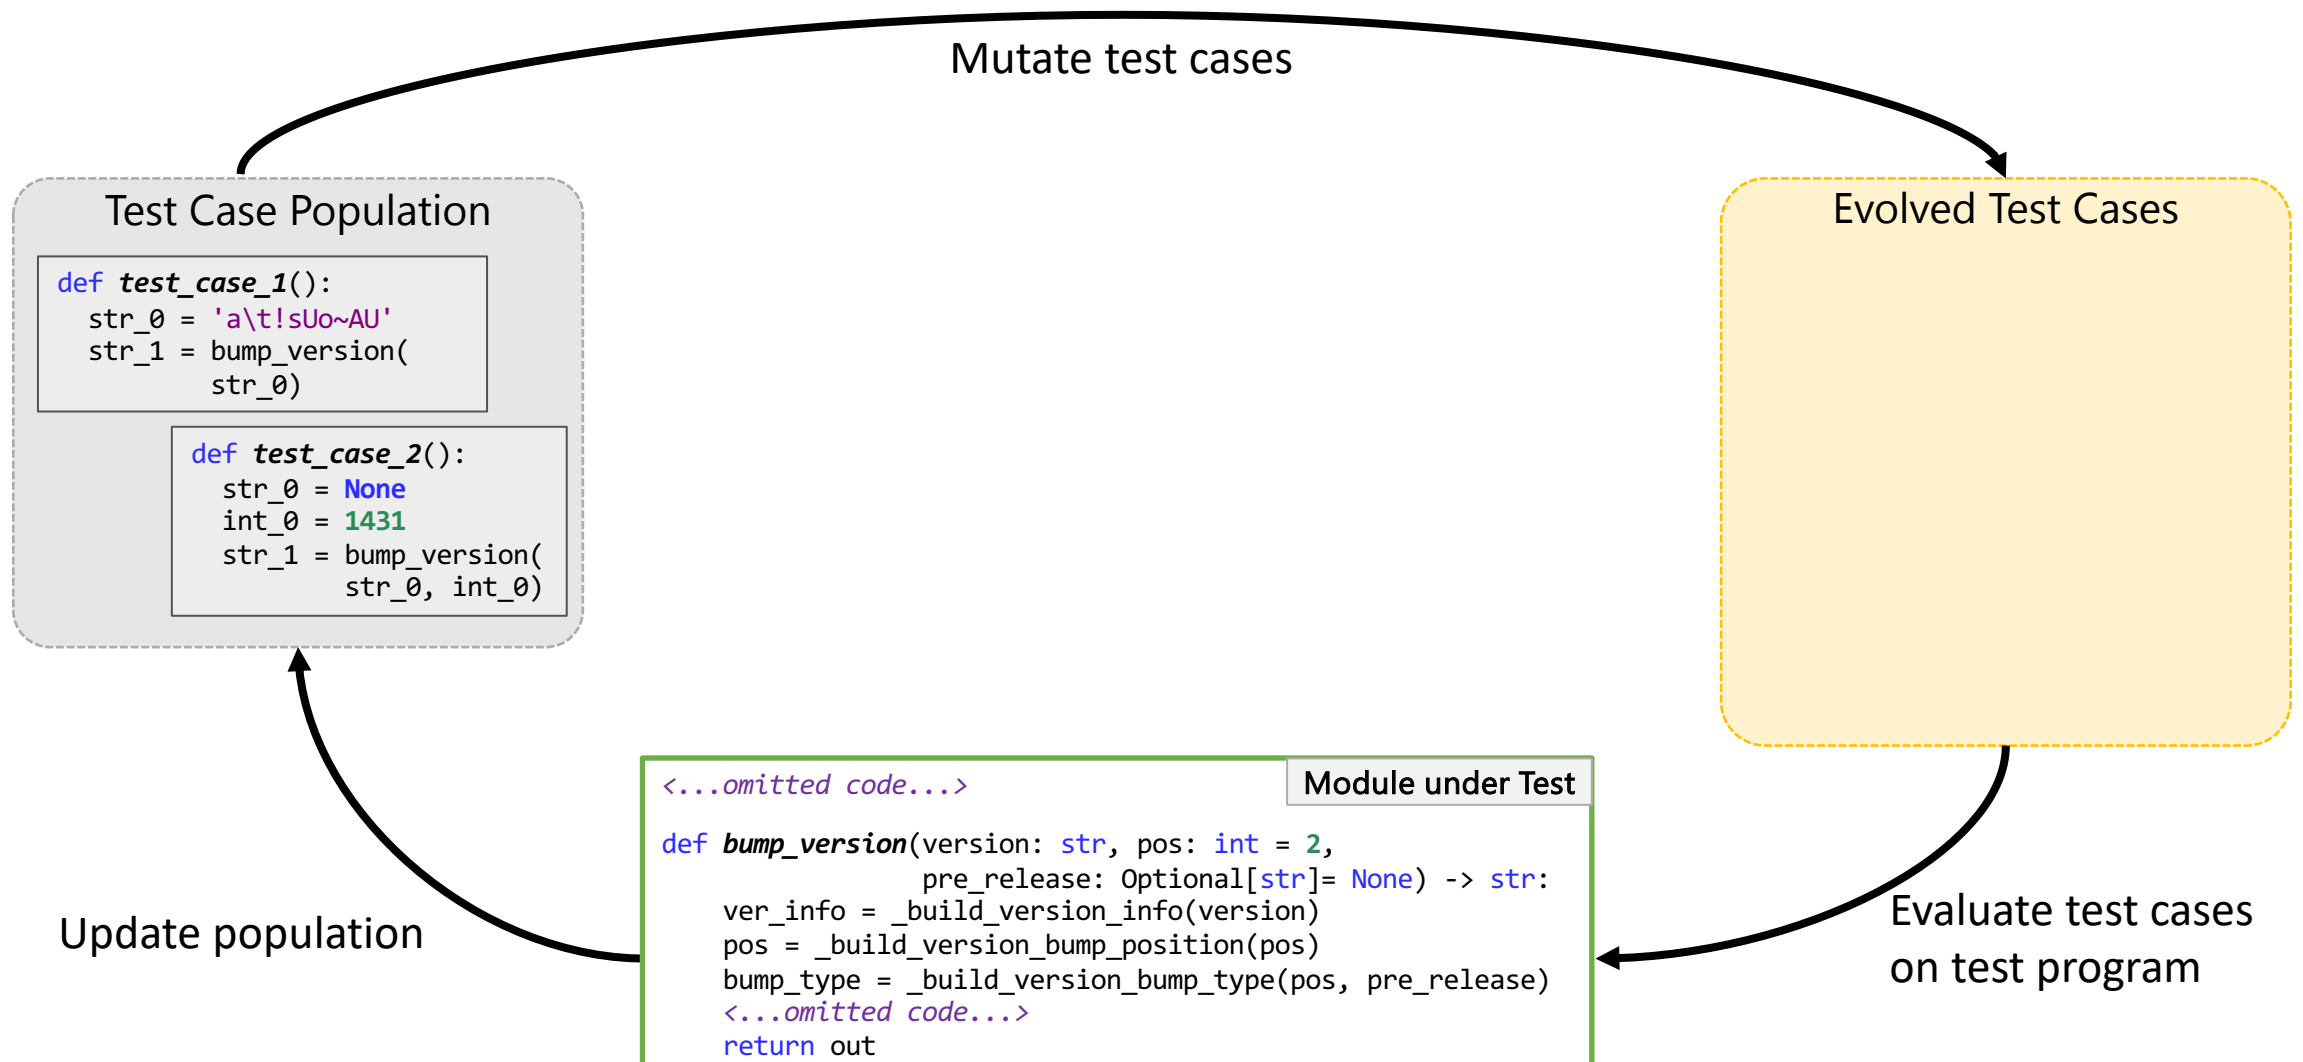 Mutate test cases
Test Case Population
def test_case_1():
  str_0 = 'a\t!sUo~AU'
  str_1 = bump_version(
          str_0)
def test_case_2():
  str_0 = None
  int_0 = 1431
  str_1 = bump_version(
          str_0, int_0)
Evolved Test Cases
Evaluate test cases
on test program
Module under Test
<...omitted code...>
def bump_version(version: str, pos: int = 2,
                 pre_release: Optional[str]= None) -> str:
    ver_info = _build_version_info(version)
    pos = _build_version_bump_position(pos)
    bump_type = _build_version_bump_type(pos, pre_release)
    <...omitted code...>
    return out
Update population